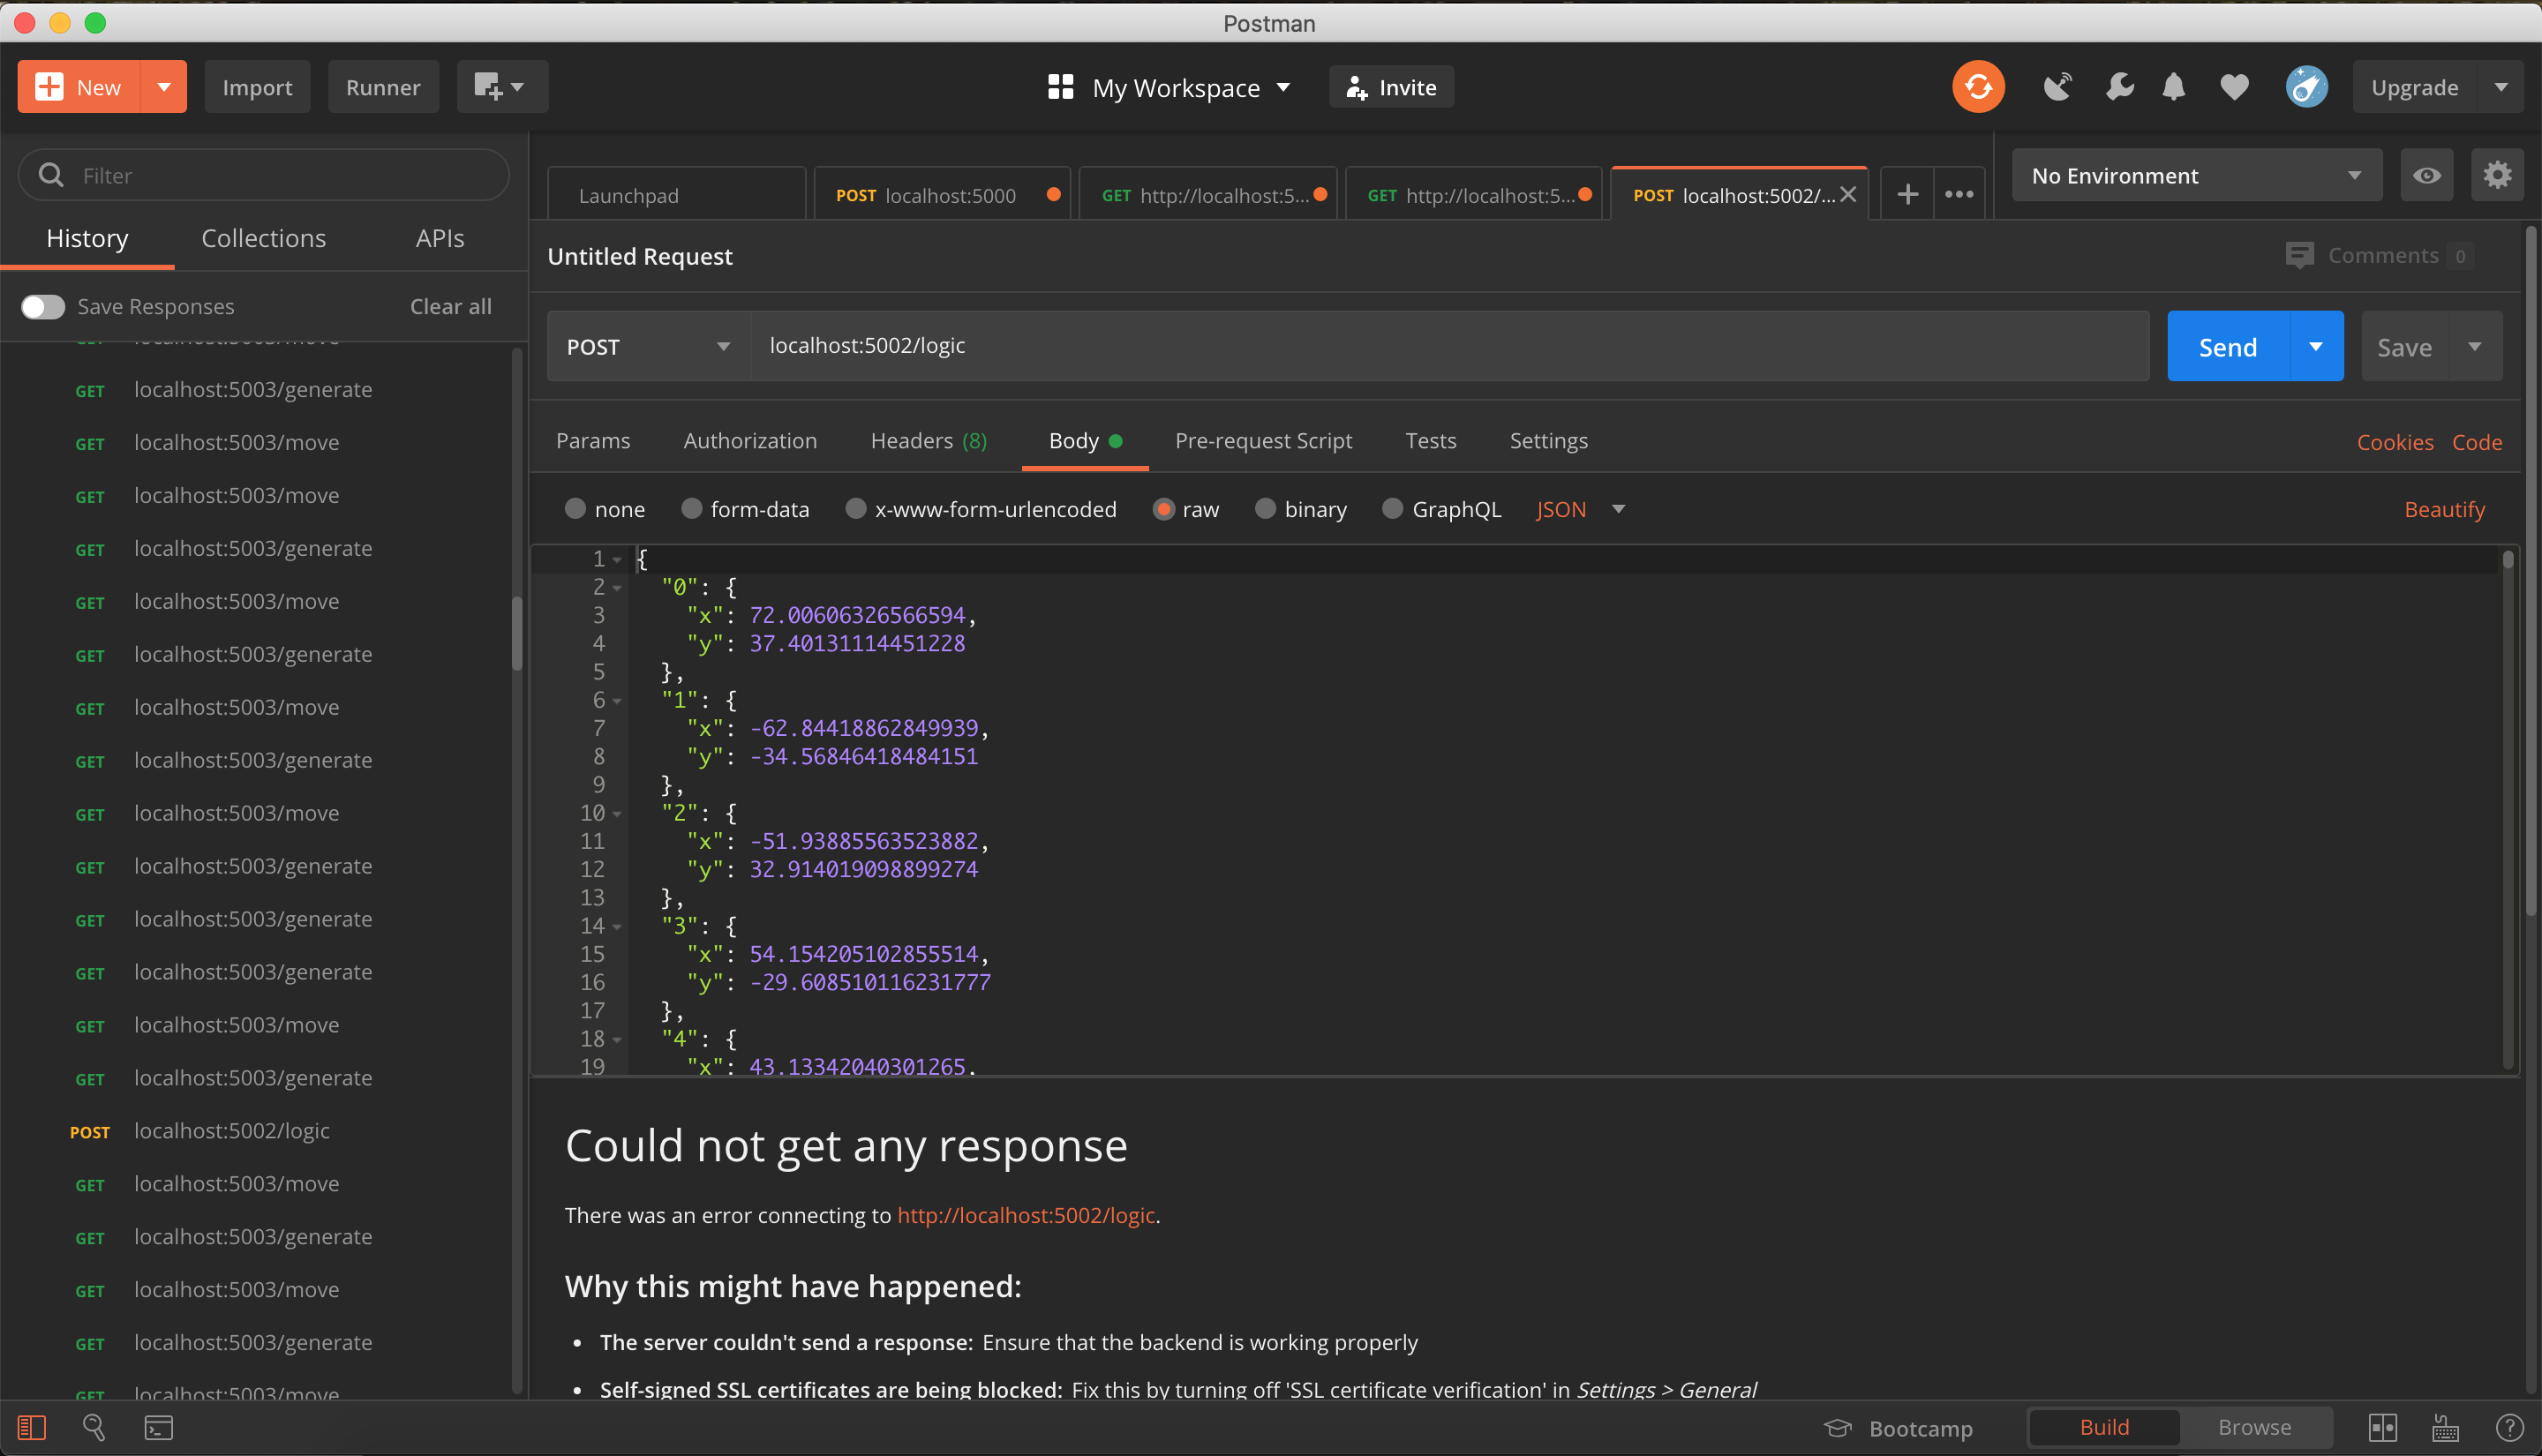 Postman
New
Import
Runner
My Workspace
Invite
Upgrade
Filter
History
Collections
APIs
Save Responses
Clear all
localhost:5003/move
GET localhost:5003/generate
GET localhost:5003/move
GET localhost:5003/move
GET localhost:5003/generate
GET localhost:5003/move
GET localhost:5003/generate
GET localhost:5003/move
GET localhost:5003/generate
GET localhost:5003/move
GET localhost:5003/generate
GET localhost:5003/generate
GET localhost:5003/generate
GET localhost:5003/move
GET localhost:5003/generate
POST localhost:5002/logic
GET localhost:5003/move
GET localhost:5003/generate
GET localhost:5003/move
GET localhost:5003/generate
GET localhost:5003/move
Launchpad
POST localhost:5000
GET http://localhost:5...
GET http://localhost:5...
POST localhost:5002/...
No Environment
Untitled Request
Comments 0
POST
localhost:5002/logic
Send
Save
Params
Authorization
Headers (8)
Body
Pre-request Script
Tests
Settings
Cookies
Code
none
form-data
x-www-form-urlencoded
raw
binary
GraphQL
JSON
Beautify
1 {
2 "0": {
3 "x": 72.00606326566594,
4 "y": 37.40131114451228
5 },
6 "1": {
7 "x": -62.84418862849939,
8 "y": -34.56846418484151
9 },
10 "2": {
11 "x": -51.93885563523882,
12 "y": 32.914019098899274
13 },
14 "3": {
15 "x": 54.154205102855514,
16 "y": -29.608510116231777
17 },
18 "4": {
19 "x": 43.13342040301265,
Could not get any response
There was an error connecting to http://localhost:5002/logic.
Why this might have happened:
• The server couldn't send a response: Ensure that the backend is working properly
• Self-signed SSL certificates are being blocked: Fix this by turning off 'SSL certificate verification' in Settings > General
Bootcamp
Build
Browse